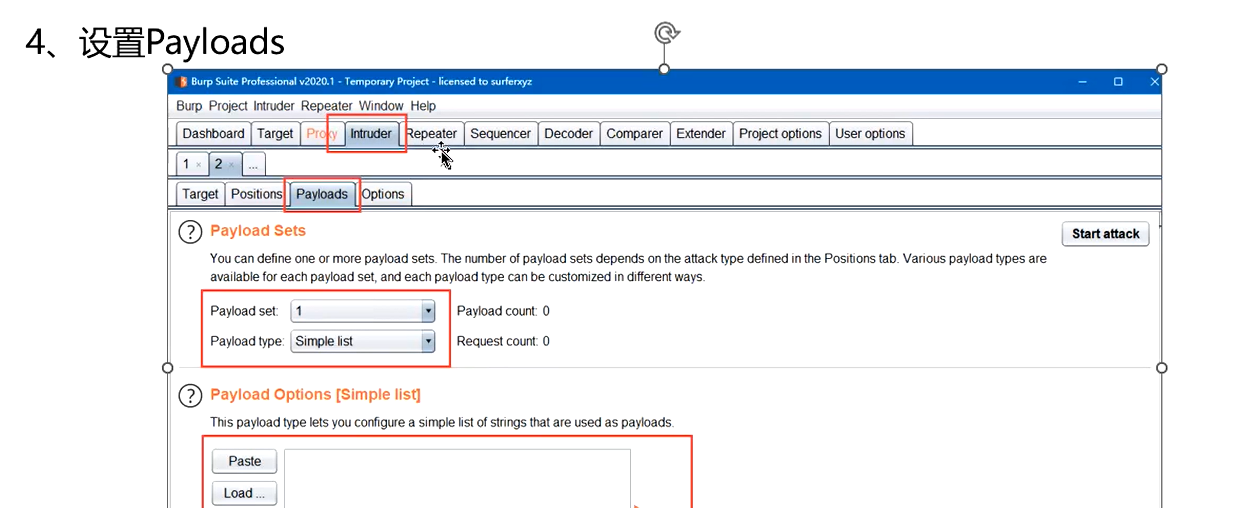 4、设置Payloads
Burp Suite Professional v2020.1 - Temporary Project - licensed to surferxyz
Burp Project Intruder Repeater Window Help
Dashboard Target Proxy Intruder Repeater Sequencer Decoder Comparer Extender Project options User options
1 × 2 × ...
Target Positions Payloads Options
? Payload Sets Start attack
You can define one or more payload sets. The number of payload sets depends on the attack type defined in the Positions tab. Various payload types are
available for each payload set, and each payload type can be customized in different ways.
Payload set: 1 Payload count: 0
Payload type: Simple list Request count: 0
? Payload Options [Simple list]
This payload type lets you configure a simple list of strings that are used as payloads.
Paste
Load ...